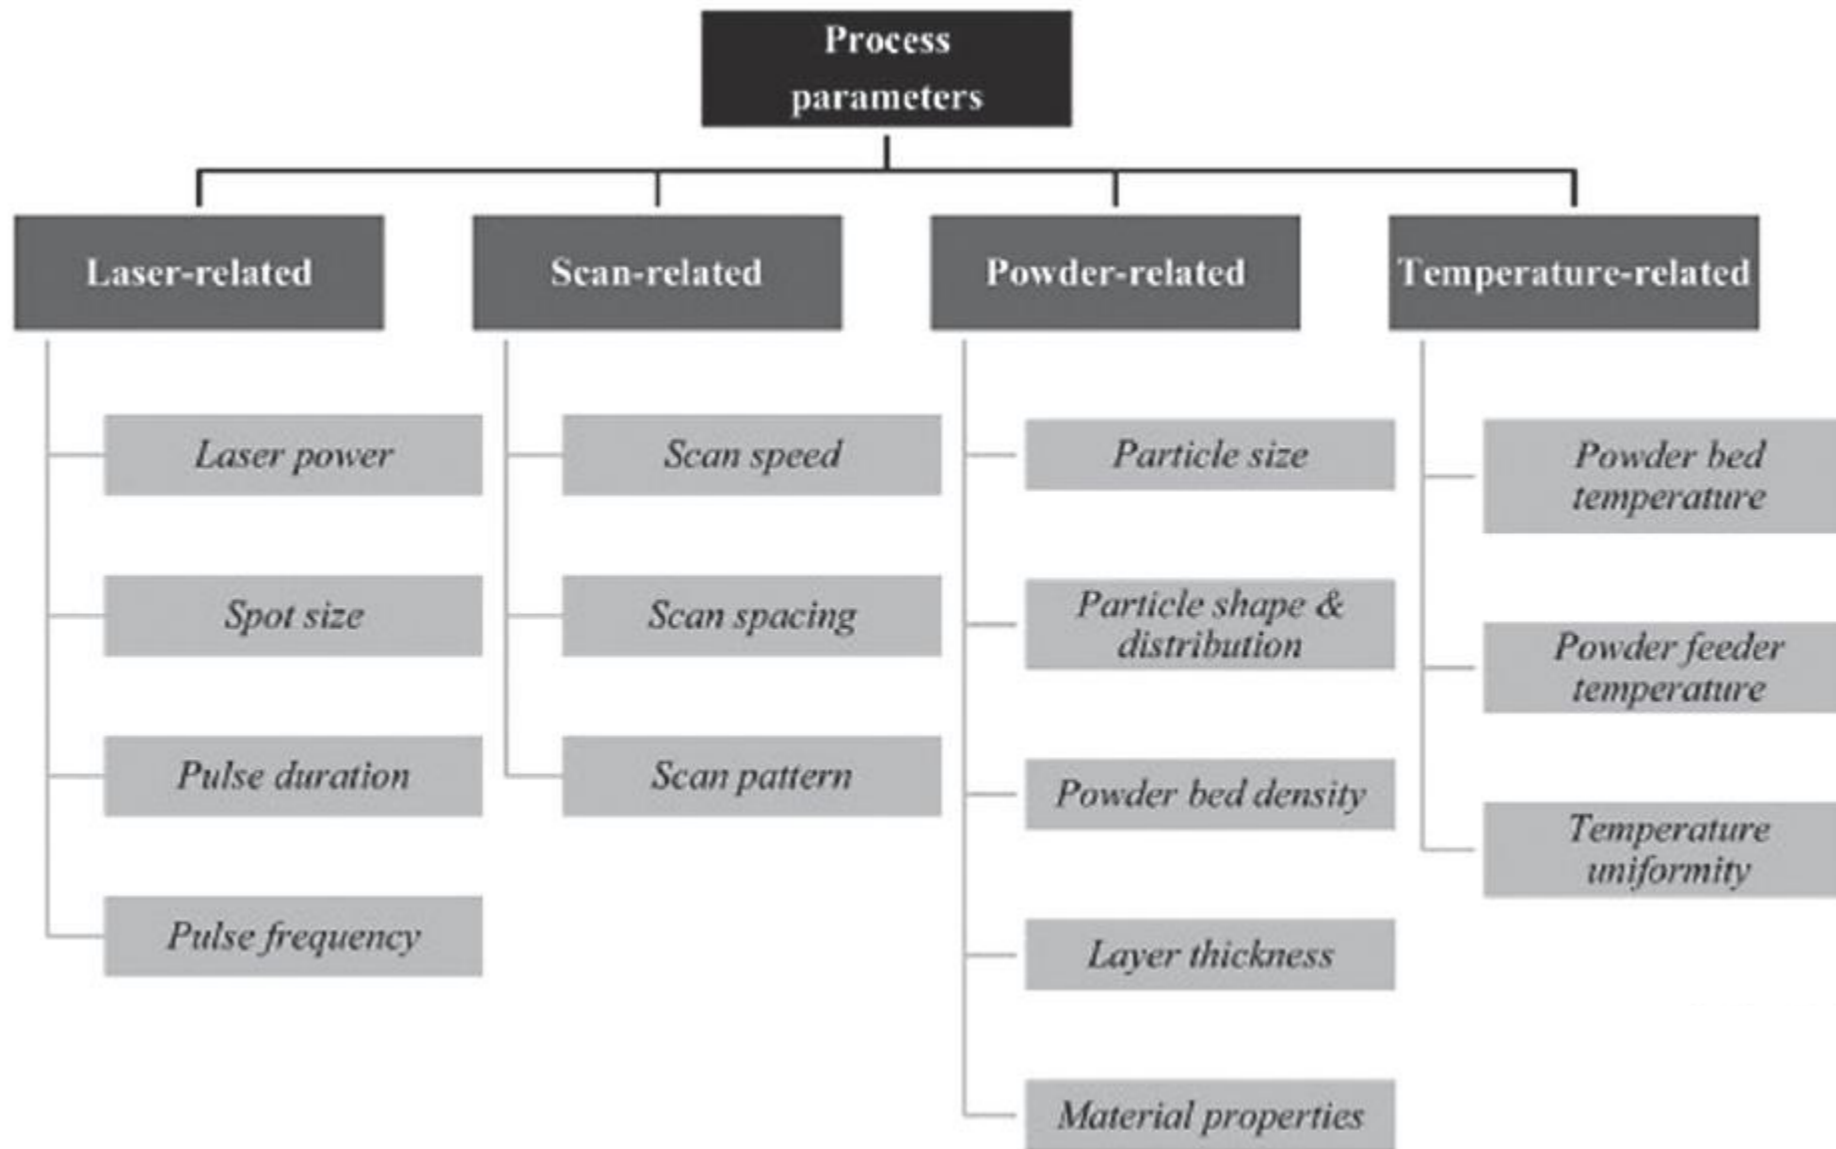 Process
parameters
Laser-related
Scan-related
Powder-related
Temperature-related
Laser power
Spot size
Pulse duration
Pulse frequency
Scan speed
Scan spacing
Scan pattern
Particle size
Particle shape &
distribution
Powder bed density
Layer thickness
Material properties
Powder bed
temperature
Powder feeder
temperature
Temperature
uniformity